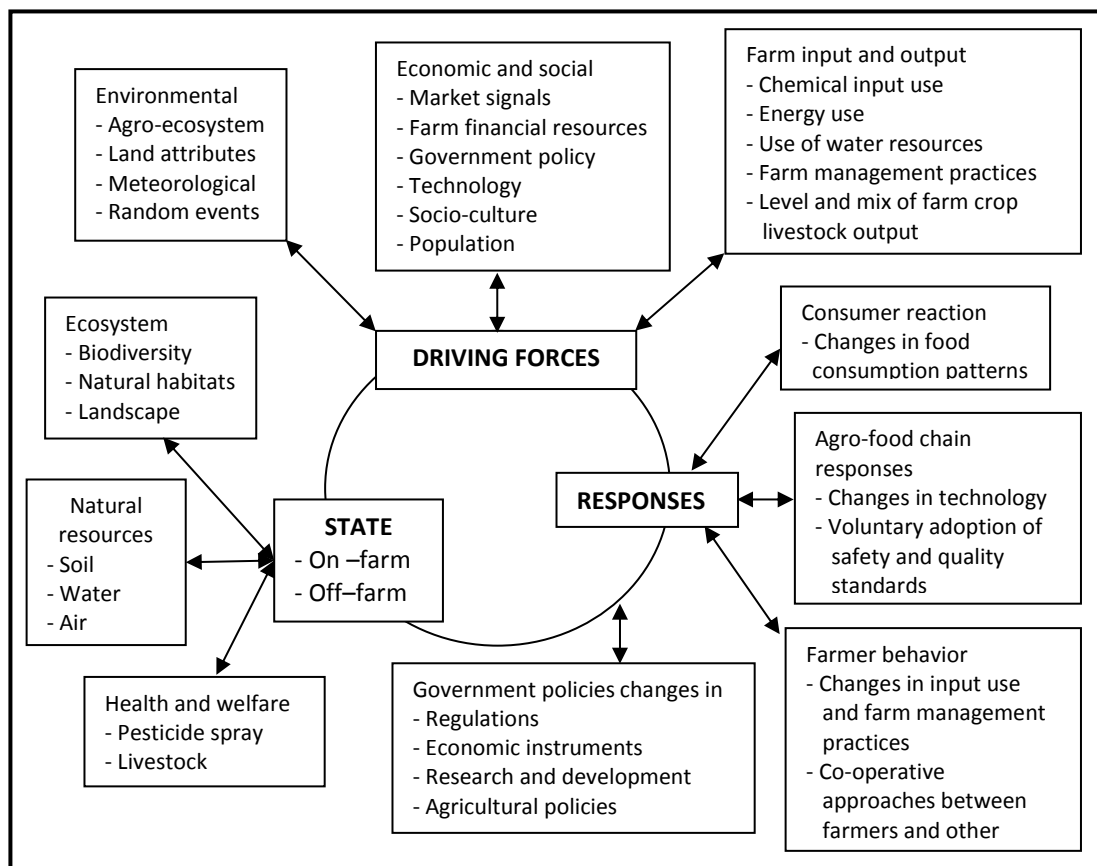 Environmental
- Agro-ecosystem
- Land attributes
- Meteorological
- Random events
Economic and social
- Market signals
- Farm financial resources
- Government policy
- Technology
- Socio-culture
- Population
Farm input and output
- Chemical input use
- Energy use
- Use of water resources
- Farm management practices
- Level and mix of farm crop
livestock output
DRIVING FORCES
Ecosystem
- Biodiversity
- Natural habitats
- Landscape
Consumer reaction
- Changes in food
consumption patterns
Natural
resources
- Soil
- Water
- Air
STATE
- On –farm
- Off–farm
RESPONSES
Agro-food chain
responses
- Changes in technology
- Voluntary adoption of
safety and quality
standards
Health and welfare
- Pesticide spray
- Livestock
Government policies changes in
- Regulations
- Economic instruments
- Research and development
- Agricultural policies
Farmer behavior
- Changes in input use
and farm management
practices
- Co-operative
approaches between
farmers and other